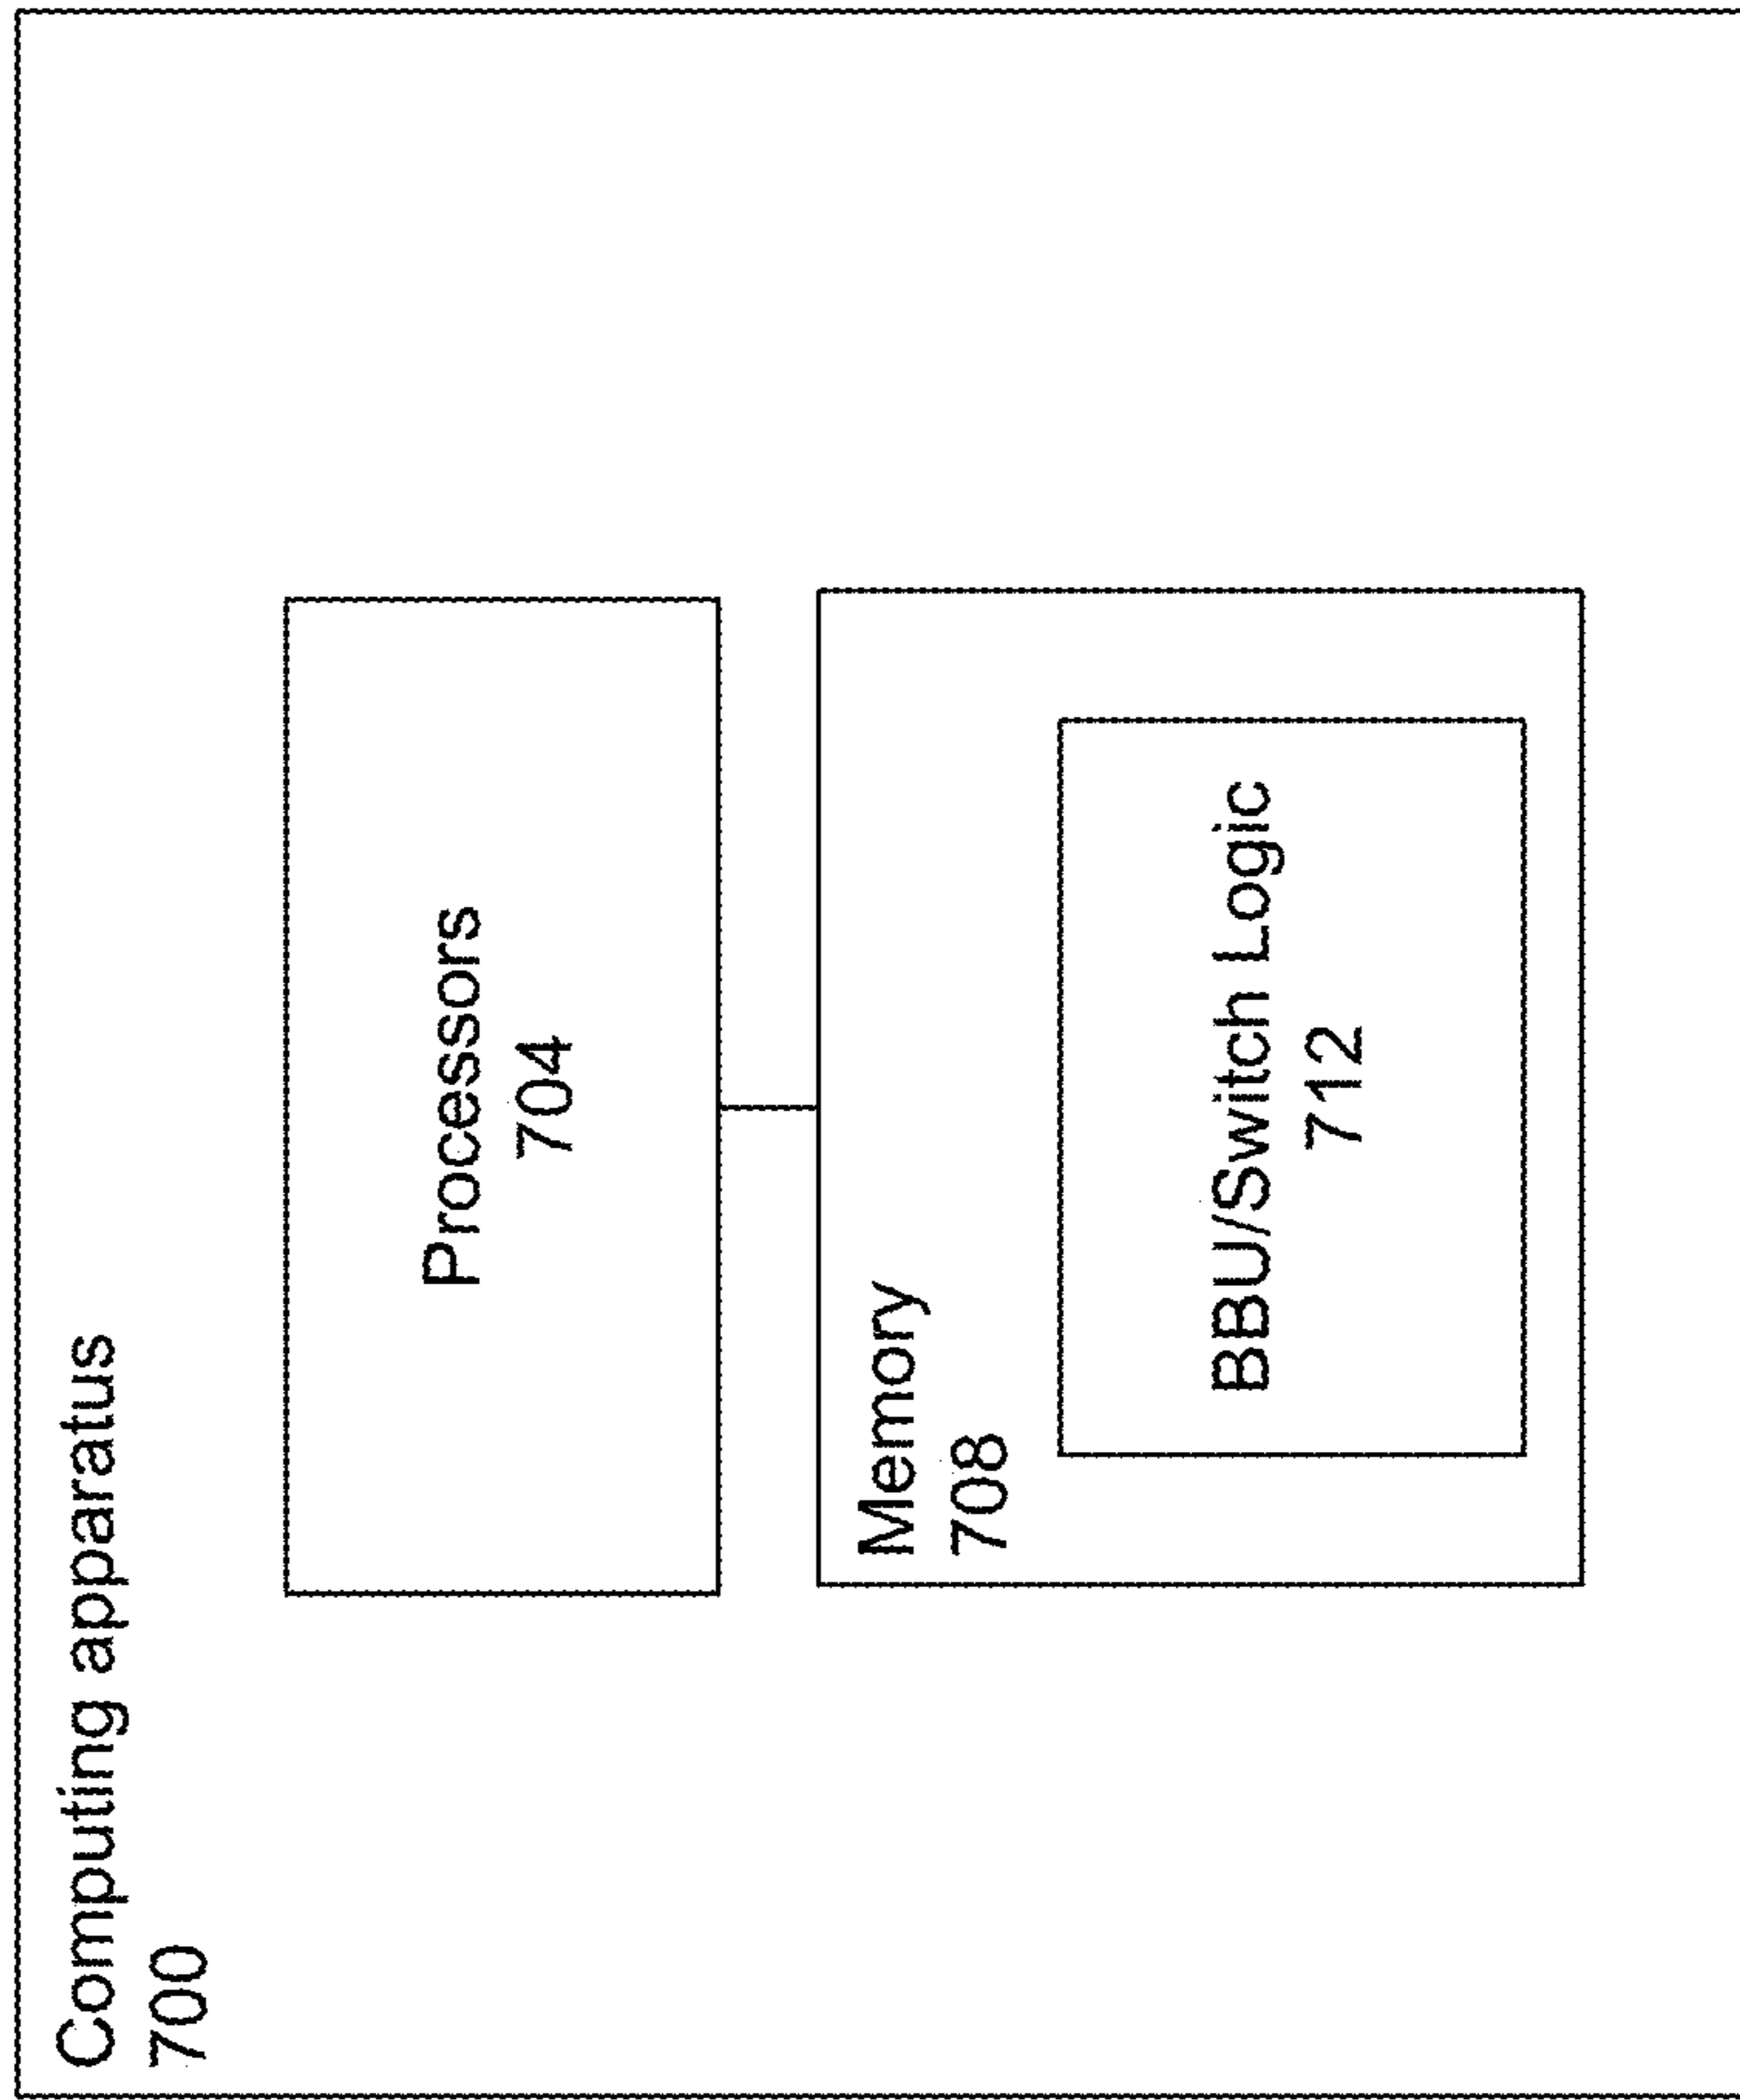 Computing apparatus
700
Processors
704
Memory
708
BBU/Switch Logic
712